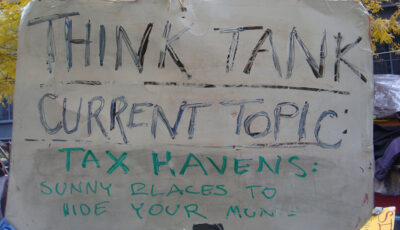 THINK TANK
CURRENT TOPIC:
TAX HAVENS:
SUNNY PLACES TO
HIDE YOUR